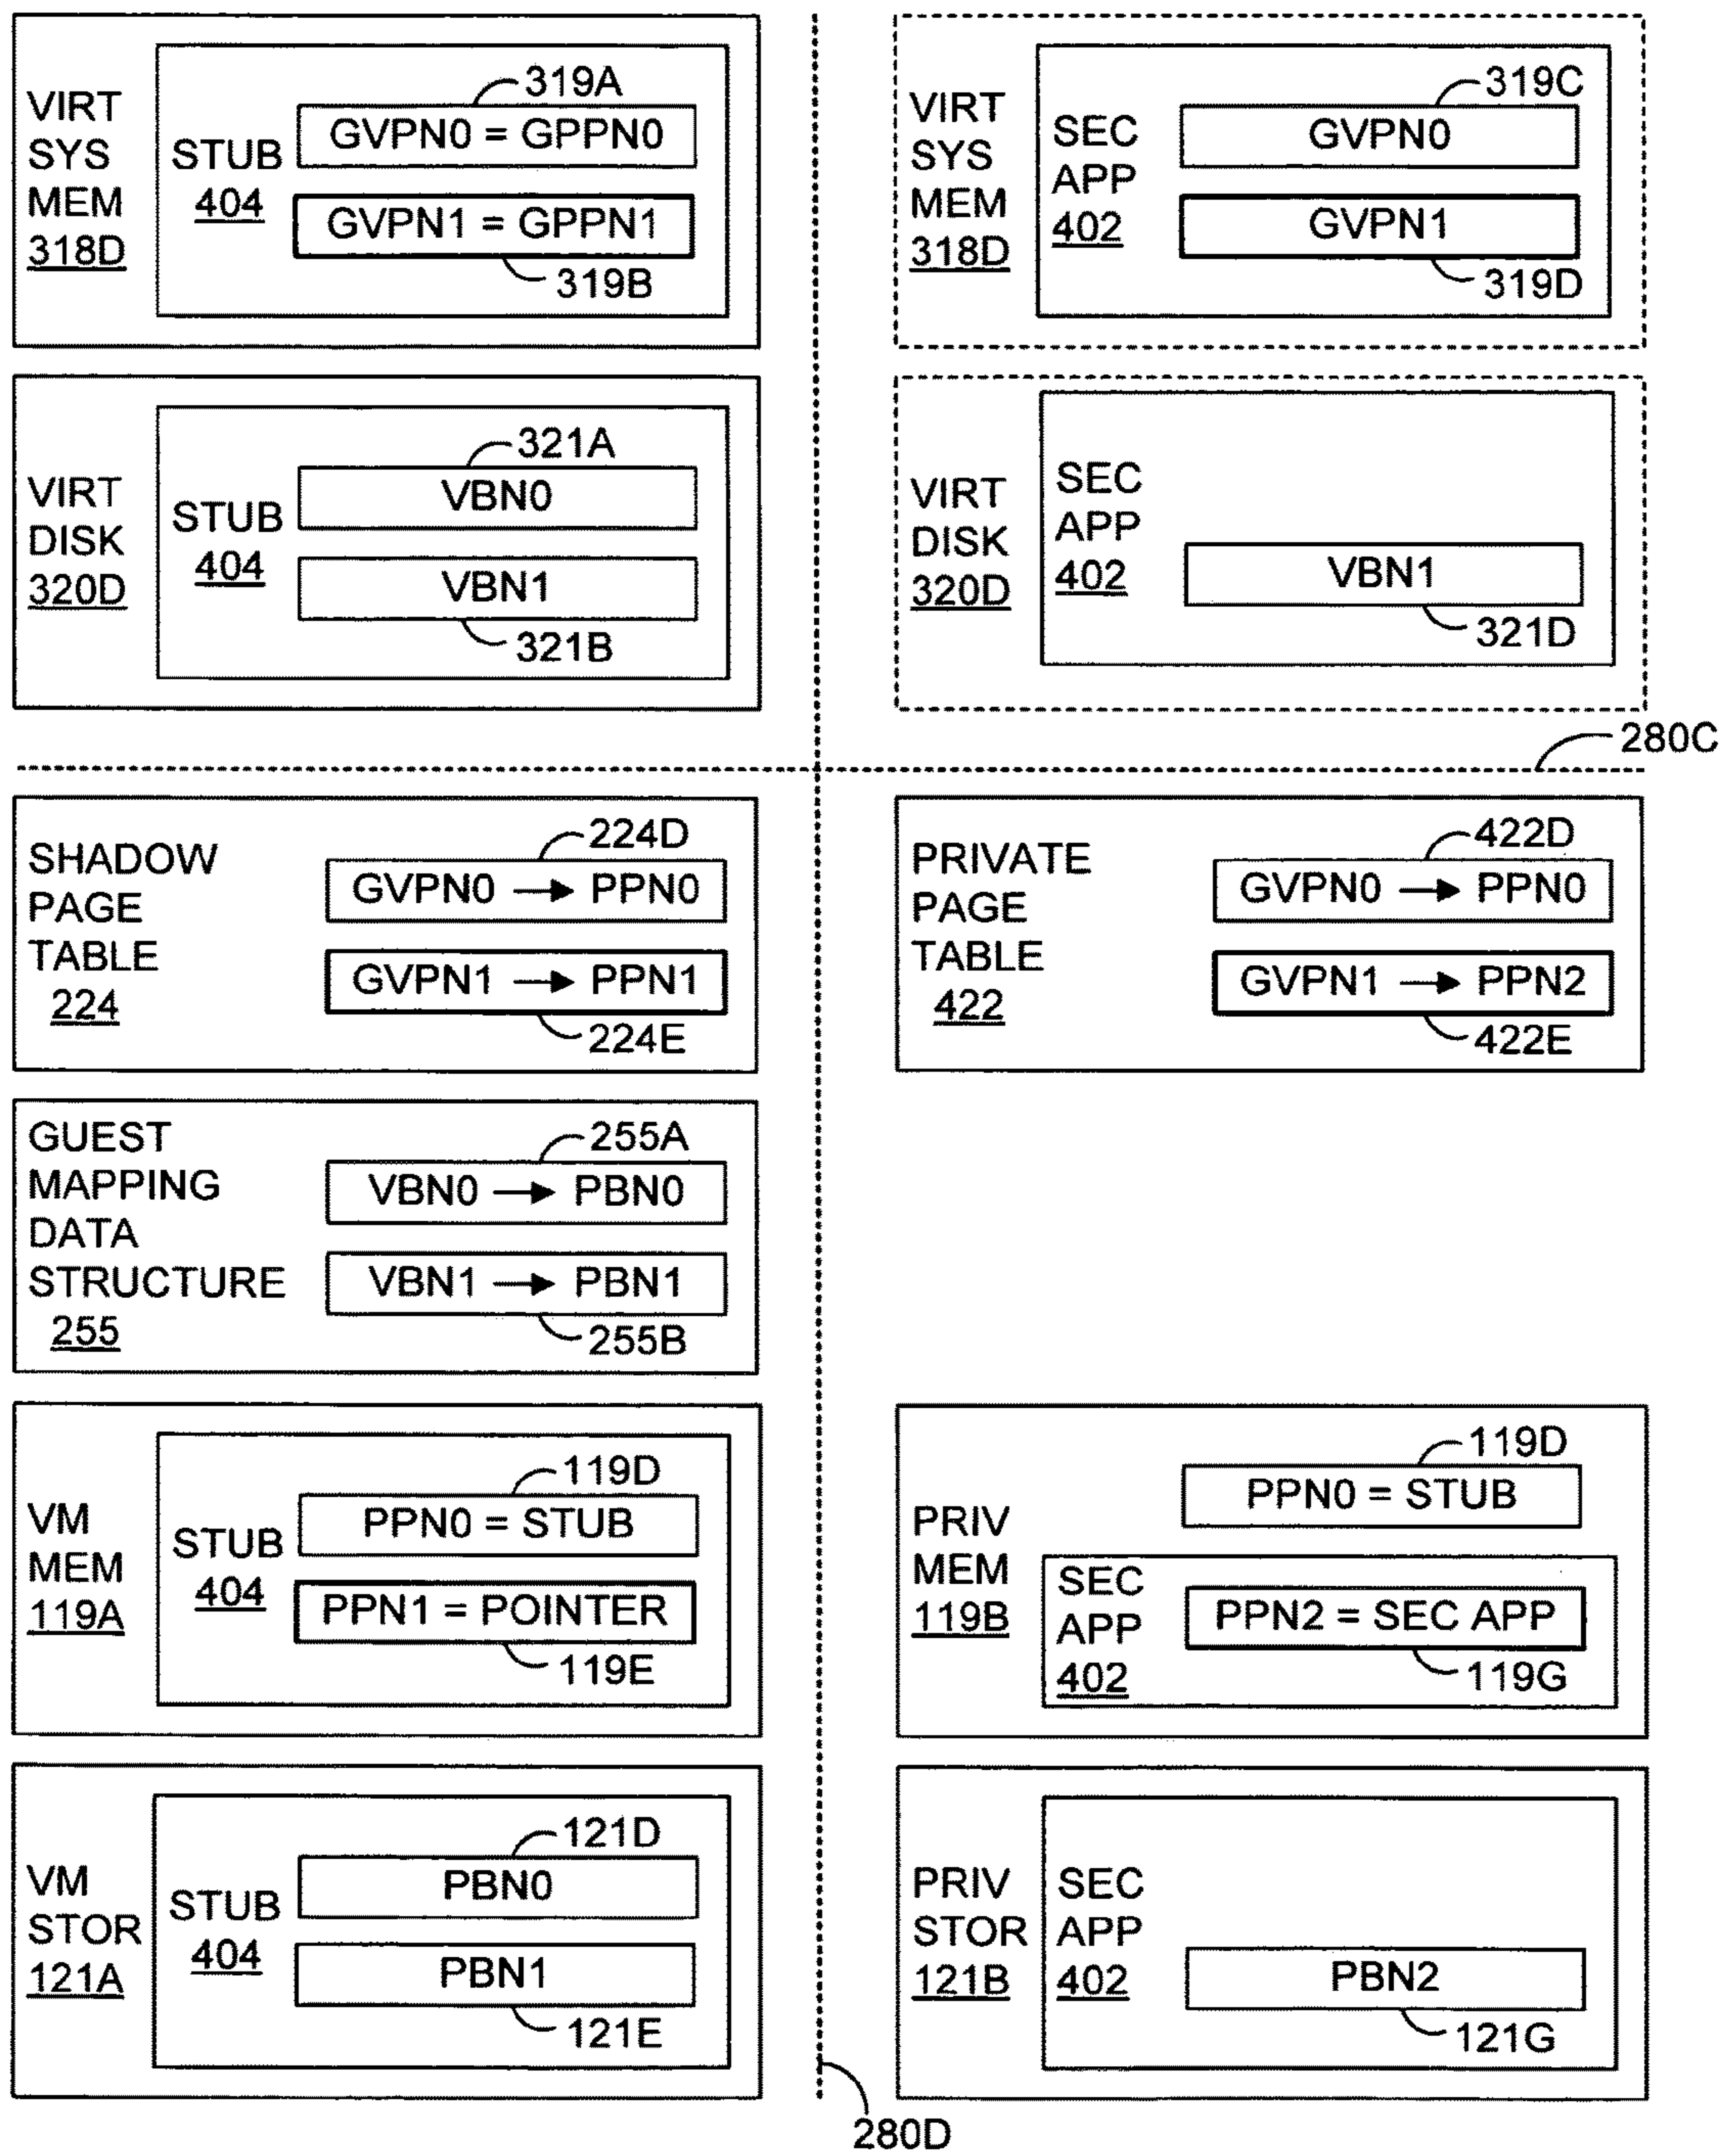 319A
VIRT
SYS
MEM
318D
STUB
404
GVPN0 = GPPN0
GVPN1 = GPPN1
319B
319C
VIRT
SYS
MEM
318D
SEC
APP
402
GVPN0
GVPN1
319D
321A
VIRT
DISK
320D
STUB
404
VBN0
VBN1
321B
VIRT
DISK
320D
SEC
APP
402
VBN1
321D
280C
224D
SHADOW
PAGE
TABLE
224
GVPN0 → PPN0
GVPN1 → PPN1
224E
422D
PRIVATE
PAGE
TABLE
422
GVPN0 → PPN0
GVPN1 → PPN2
422E
GUEST
MAPPING
DATA
STRUCTURE
255
255A
VBN0 → PBN0
VBN1 → PBN1
255B
119D
VM
MEM
119A
STUB
404
PPN0 = STUB
PPN1 = POINTER
119E
119D
PPN0 = STUB
PRIV
MEM
119B
SEC
APP
402
PPN2 = SEC APP
119G
121D
VM
STOR
121A
STUB
404
PBN0
PBN1
121E
PRIV
STOR
121B
SEC
APP
402
PBN2
121G
280D